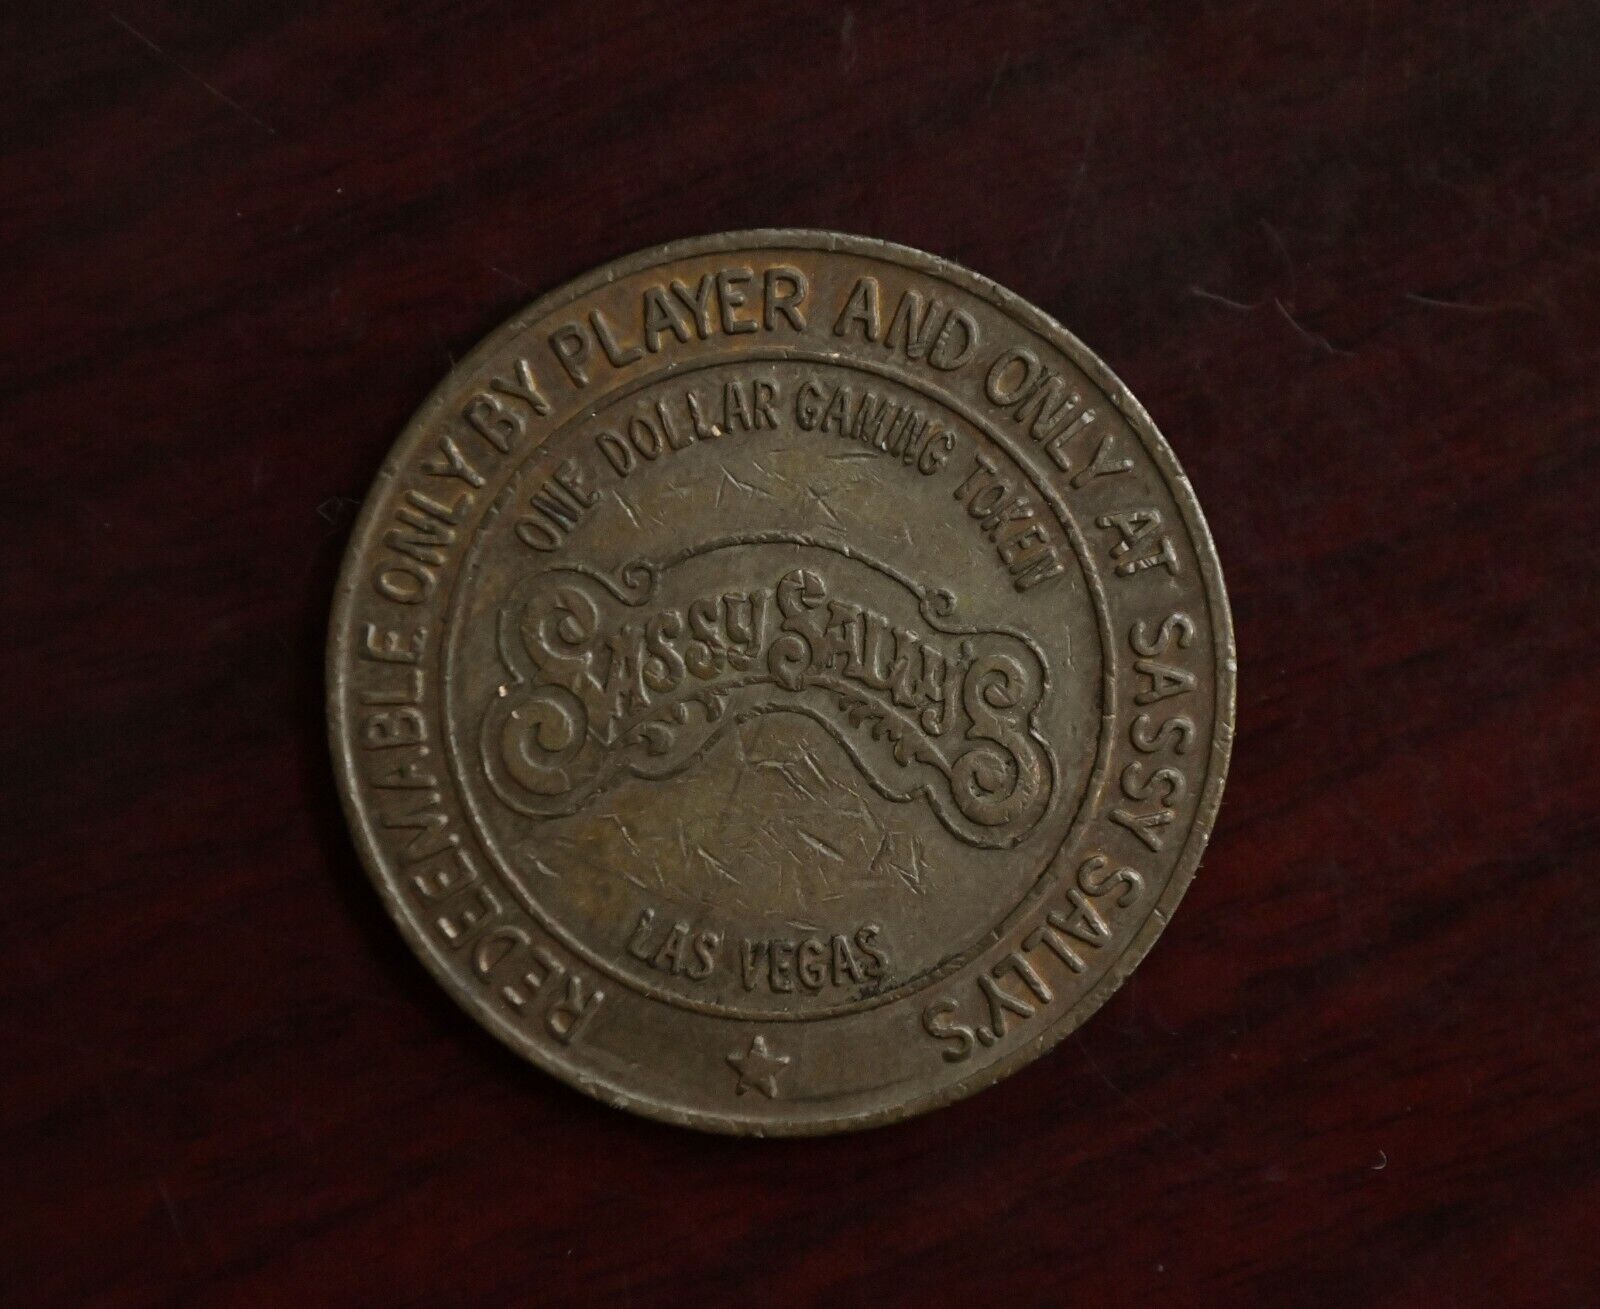 REDEEMABLE ONLY BY PLAYER AND ONLY AT SASSY SALLY'S
ONE DOLLAR GAMING TOKEN
SASSY SALLY'S
LAS VEGAS